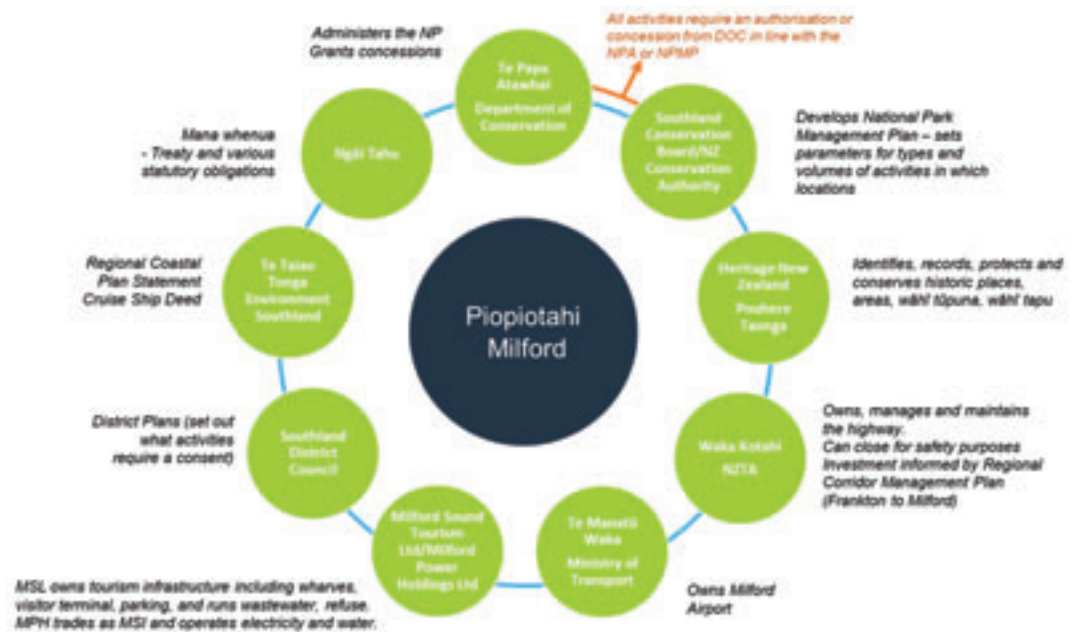 Administers the NP
Grants concessions
All activities require an authorisation or
concession from DOC in line with the
NPA or NPMP
Te Papa
Atawhai
Department of
Conservation
Southland
Conservation
Board/NZ
Conservation
Authority
Develops National Park
Management Plan – sets
parameters for types and
volumes of activities in which
locations
Mana whenua
- Treaty and various
statutory obligations
Ngāi Tahu
Regional Coastal
Plan Statement
Cruise Ship Deed
Te Taiao
Tonga
Environment
Southland
Piopiotahi
Milford
Heritage New
Zealand
Pouhere
Taonga
Identifies, records, protects and
conserves historic places,
areas, wāhi tūpuna, wāhi tapu
District Plans (set out
what activities
require a consent)
Southland
District
Council
Waka Kotahi
NZTA
Owns, manages and maintains
the highway.
Can close for safety purposes
Investment informed by Regional
Corridor Management Plan
(Frankton to Milford)
Milford Sound
Tourism
Ltd/Milford
Power
Holdings Ltd
Te Manatū
Waka
Ministry of
Transport
MSL owns tourism infrastructure including wharves,
visitor terminal, parking, and runs wastewater, refuse.
MPH trades as MSI and operates electricity and water.
Owns Milford
Airport